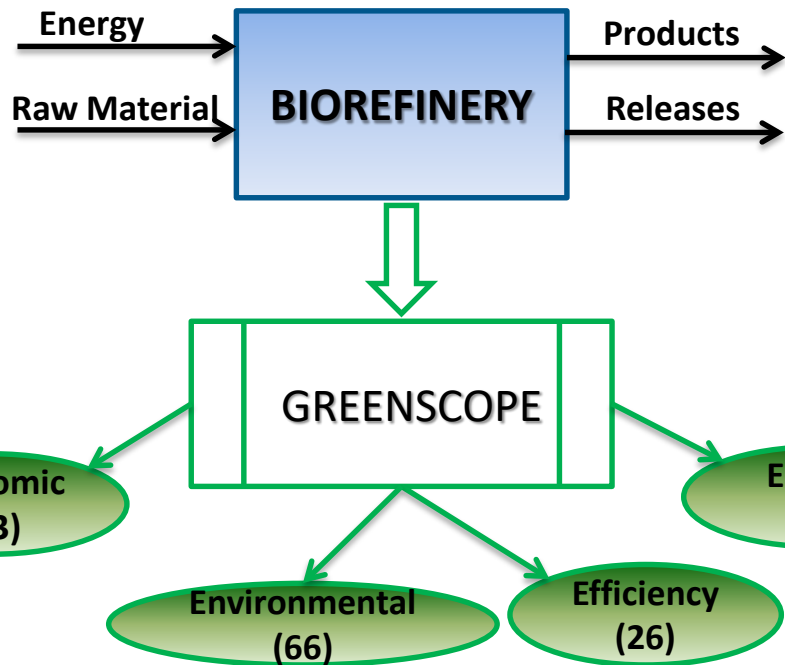 Energy
Products
Raw Material
BIOREFINERY
Releases
GREENSCOPE
omic
3)
E
Environmental
(66)
Efficiency
(26)